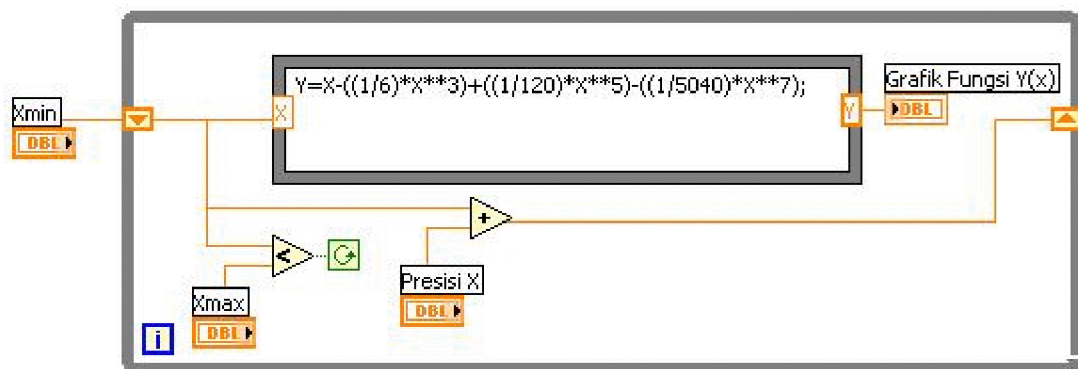 Y=X-((1/6)*X**3)+((1/120)*X**5)-((1/5040)*X**7);
Grafik Fungsi Y(x)
Xmin
X
Y
DBL
DBL
+
<
Presisi X
Xmax
DBL
DBL
i